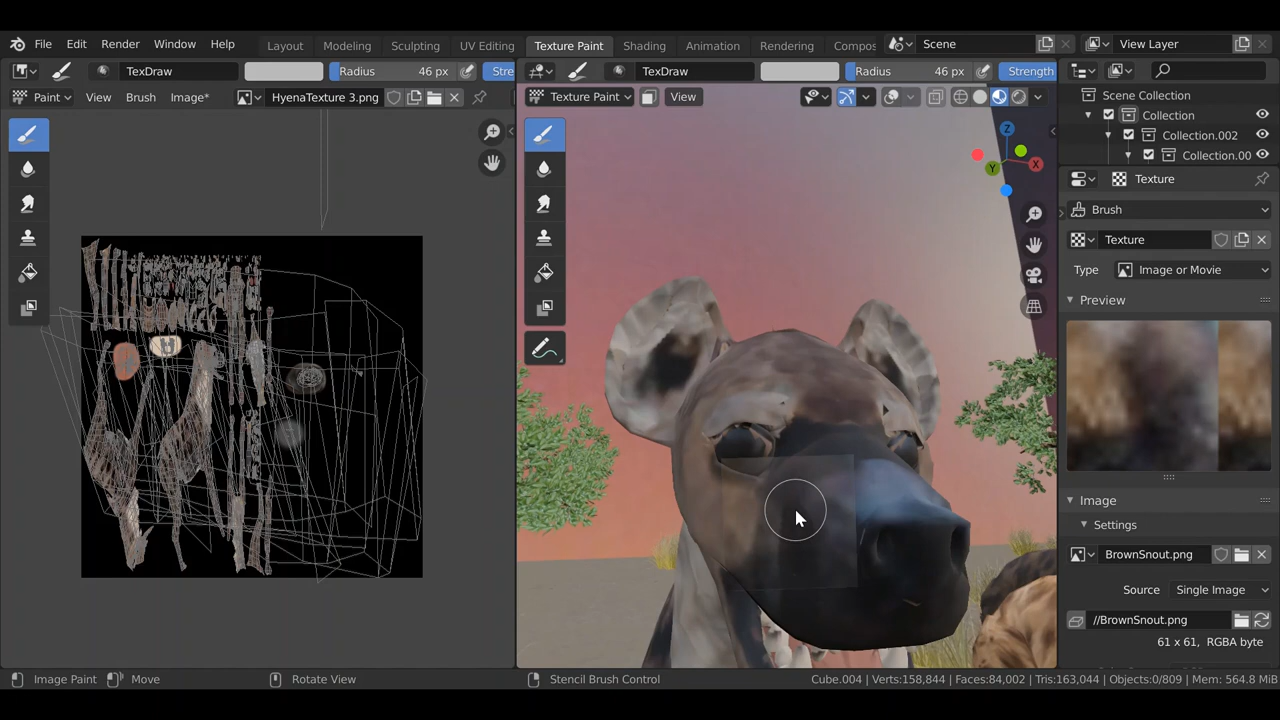 File Edit Render Window Help Layout Modeling Sculpting UV Editing Texture Paint Shading Animation Rendering Compos Scene View Layer
TexDraw Radius 46 px Stre TexDraw Radius 46 px Strength
Paint View Brush Image* HyenaTexture 3.png Texture Paint View
Scene Collection
Collection
Collection.002
Collection.00
Z
X
Y
Texture
Brush
Texture
Type Image or Movie
Preview
Image
Settings
BrownSnout.png
Source Single Image
//BrownSnout.png
61 x 61, RGBA byte
Image Paint Move Rotate View Stencil Brush Control Cube.004 | Verts:158,844 | Faces:84,002 | Tris:163,044 | Objects:0/809 | Mem: 564.8 MiB